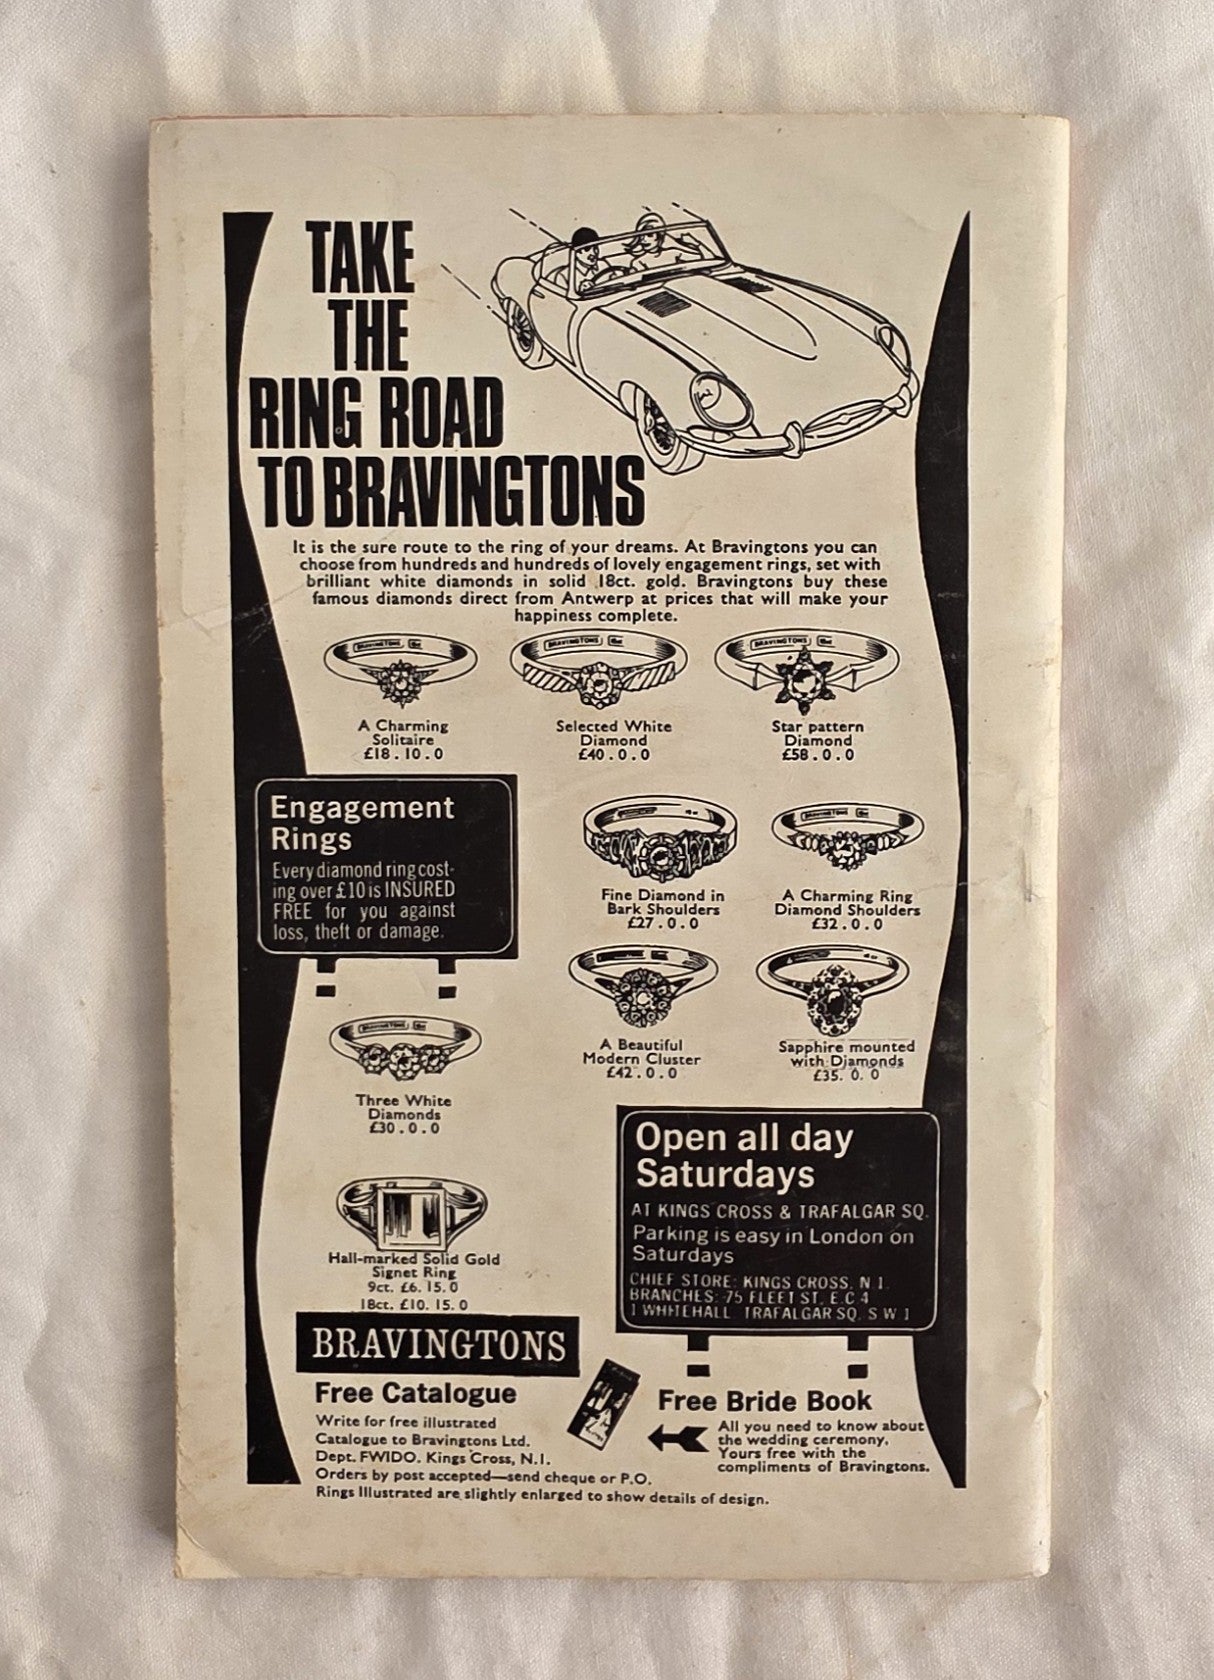 TAKE
THE
RING ROAD
TO BRAVINGTONS
It is the sure route to the ring of your dreams. At Bravingtons you can
choose from hundreds and hundreds of lovely engagement rings, set with
brilliant white diamonds in solid 18ct. gold. Bravingtons buy these
famous diamonds direct from Antwerp at prices that will make your
happiness complete.
BRAVINGTONS
BRAVINGTONS
BRAVINGTONS
A Charming
Solitaire
£18.10.0
Selected White
Diamond
£40.0.0
Star pattern
Diamond
£58.0.0
Engagement
Rings
Every diamond ring cost-
ing over £10 is INSURED
FREE for you against
loss, theft or damage.
BRAVINGTONS
Fine Diamond in
Bark Shoulders
£27.0.0
A Charming Ring
Diamond Shoulders
£32.0.0
A Beautiful
Modern Cluster
£42.0.0
Sapphire mounted
with Diamonds
£35.0.0
BRAVINGTONS
Three White
Diamonds
£30.0.0
Hall-marked Solid Gold
Signet Ring
9ct. £6.15.0
18ct. £10.15.0
Open all day
Saturdays
AT KINGS CROSS & TRAFALGAR SQ.
Parking is easy in London on
Saturdays
CHIEF STORE: KINGS CROSS. N 1.
BRANCHES: 75 FLEET ST. E.C 4
1 WHITEHALL TRAFALGAR SQ. S W 1
BRAVINGTONS
Free Catalogue
Write for free illustrated
Catalogue to Bravingtons Ltd.
Dept. FWIDO. Kings Cross, N.1.
Orders by post accepted—send cheque or P.O.
Rings Illustrated are slightly enlarged to show details of design.
Free Bride Book
All you need to know about
the wedding ceremony.
Yours free with the
compliments of Bravingtons.